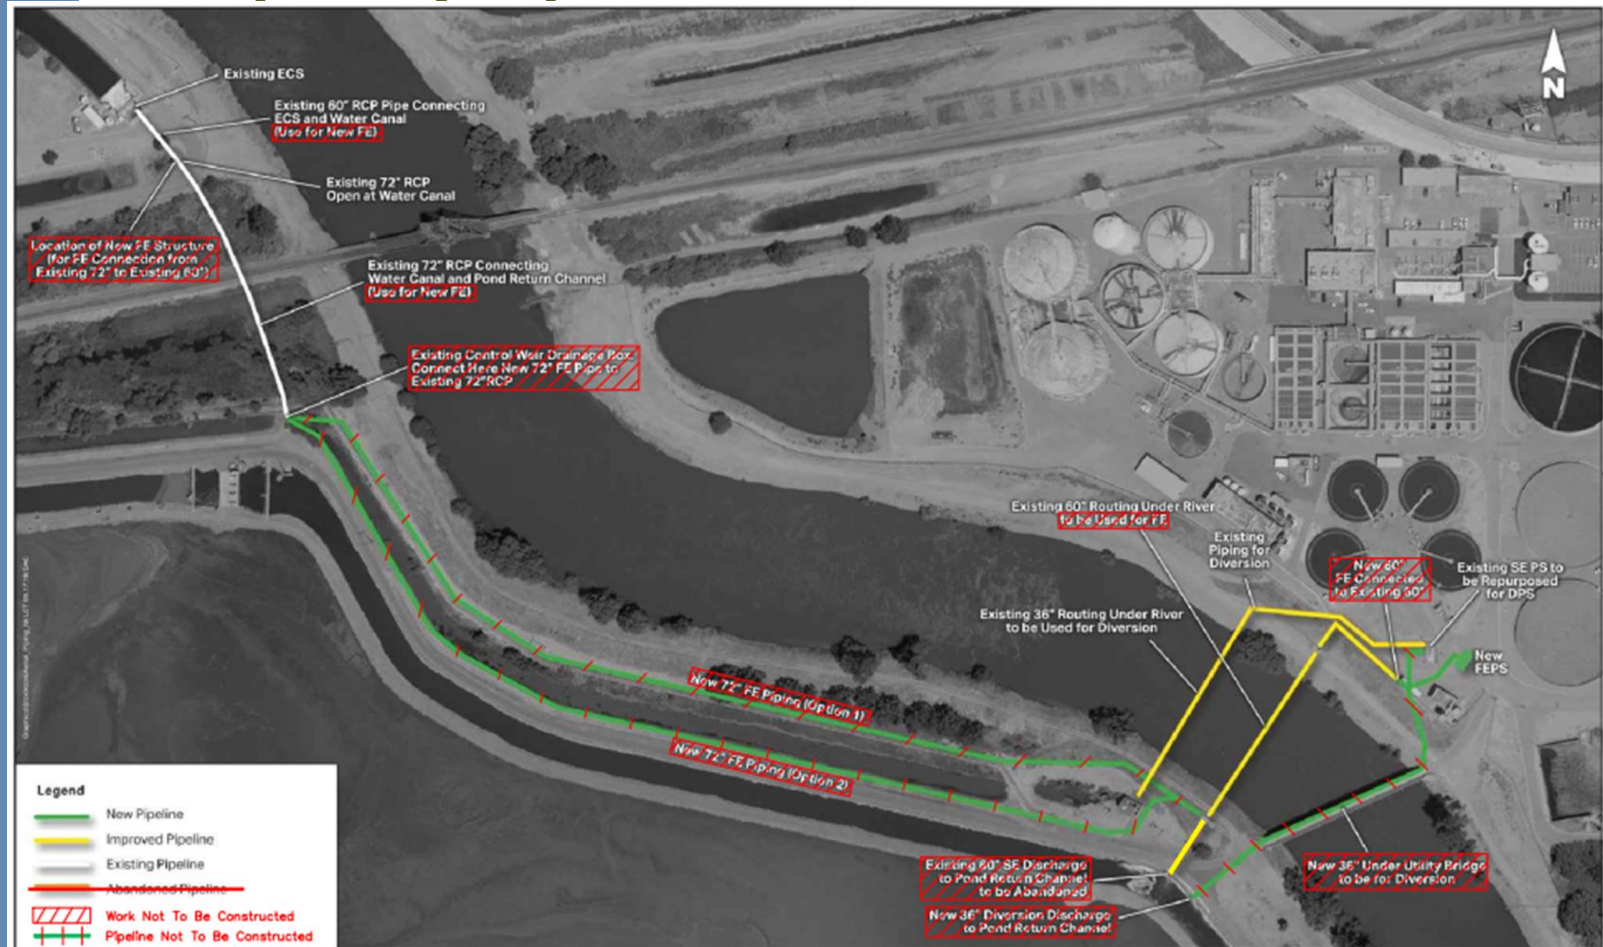 N
Existing ECS
Existing 60" RCP Pipe Connecting
ECS and Water Canal
(Use for New FE)
Existing 72" RCP
Open at Water Canal
Location of New FE Structure
(for FE Connection from
Existing 72" to Existing 60")
Existing 72" RCP Connecting
Water Canal and Pond Return Channel
(Use for New FE)
Existing Control Weir Drainage Box.
Connect Here New 72" FE Pipe to
Existing 72"RCP
Existing 60" Routing Under River
to be Used for FE
Existing
Piping for
Diversion
New 60"
FE Connected
to Existing 60"
Existing SE PS to
be Repurposed
for DPS
Existing 36" Routing Under River
to be Used for Diversion
New
FEPS
New 72" FE Piping (Option 1)
New 72" FE Piping (Option 2)
Existing 60" SE Discharge
to Pond Return Channel
to be Abandoned
New 36" Under Utility Bridge
to be for Diversion
New 36" Diversion Discharge
to Pond Return Channel
Legend
New Pipeline
Improved Pipeline
Existing Pipeline
Abandoned Pipeline
Work Not To Be Constructed
Pipeline Not To Be Constructed